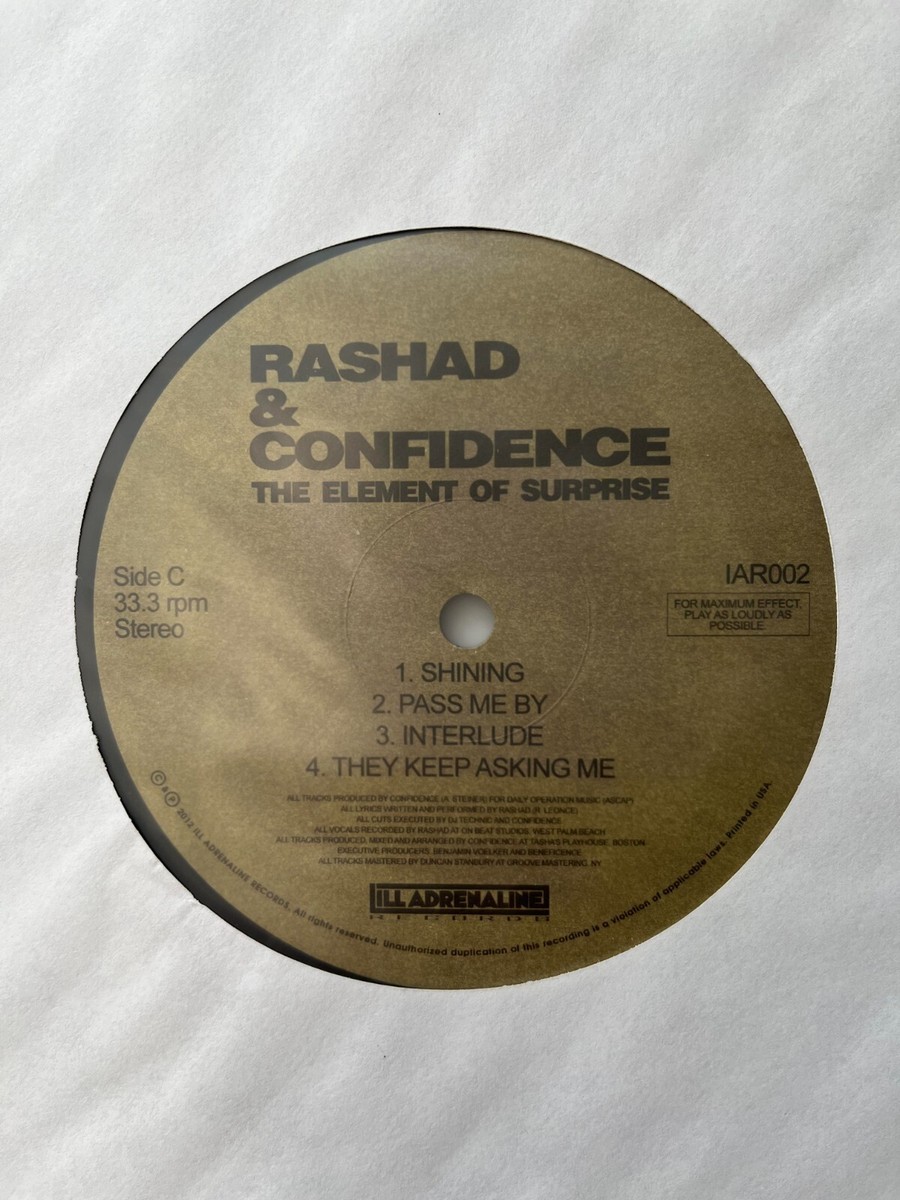 RASHAD
&
CONFIDENCE
THE ELEMENT OF SURPRISE
Side C
33.3 rpm
Stereo
IAR002
FOR MAXIMUM EFFECT,
PLAY AS LOUDLY AS
POSSIBLE.
1. SHINING
2. PASS ME BY
3. INTERLUDE
4. THEY KEEP ASKING ME
ALL TRACKS PRODUCED BY CONFIDENCE (A. STEINER) FOR DAILY OPERATION MUSIC (ASCAP)
ALL LYRICS WRITTEN AND PERFORMED BY RASHAD (R. LEONCE)
ALL CUTS EXECUTED BY DJ TECHNIC AND CONFIDENCE
ALL VOCALS RECORDED BY RASHAD AT ON BEAT STUDIOS, WEST PALM BEACH
ALL TRACKS PRODUCED, MIXED AND ARRANGED BY CONFIDENCE AT TASHA'S PLAYHOUSE, BOSTON
EXECUTIVE PRODUCERS: BENJAMIN VOELKER AND BENEFICENCE
ALL TRACKS MASTERED BY DUNCAN STANBURY AT GROOVE MASTERING, NY
ILL ADRENALINE
RECORDS
© & ℗ 2012 ILL ADRENALINE RECORDS. All rights reserved. Unauthorized duplication of this recording is a violation of applicable laws. Printed in USA.